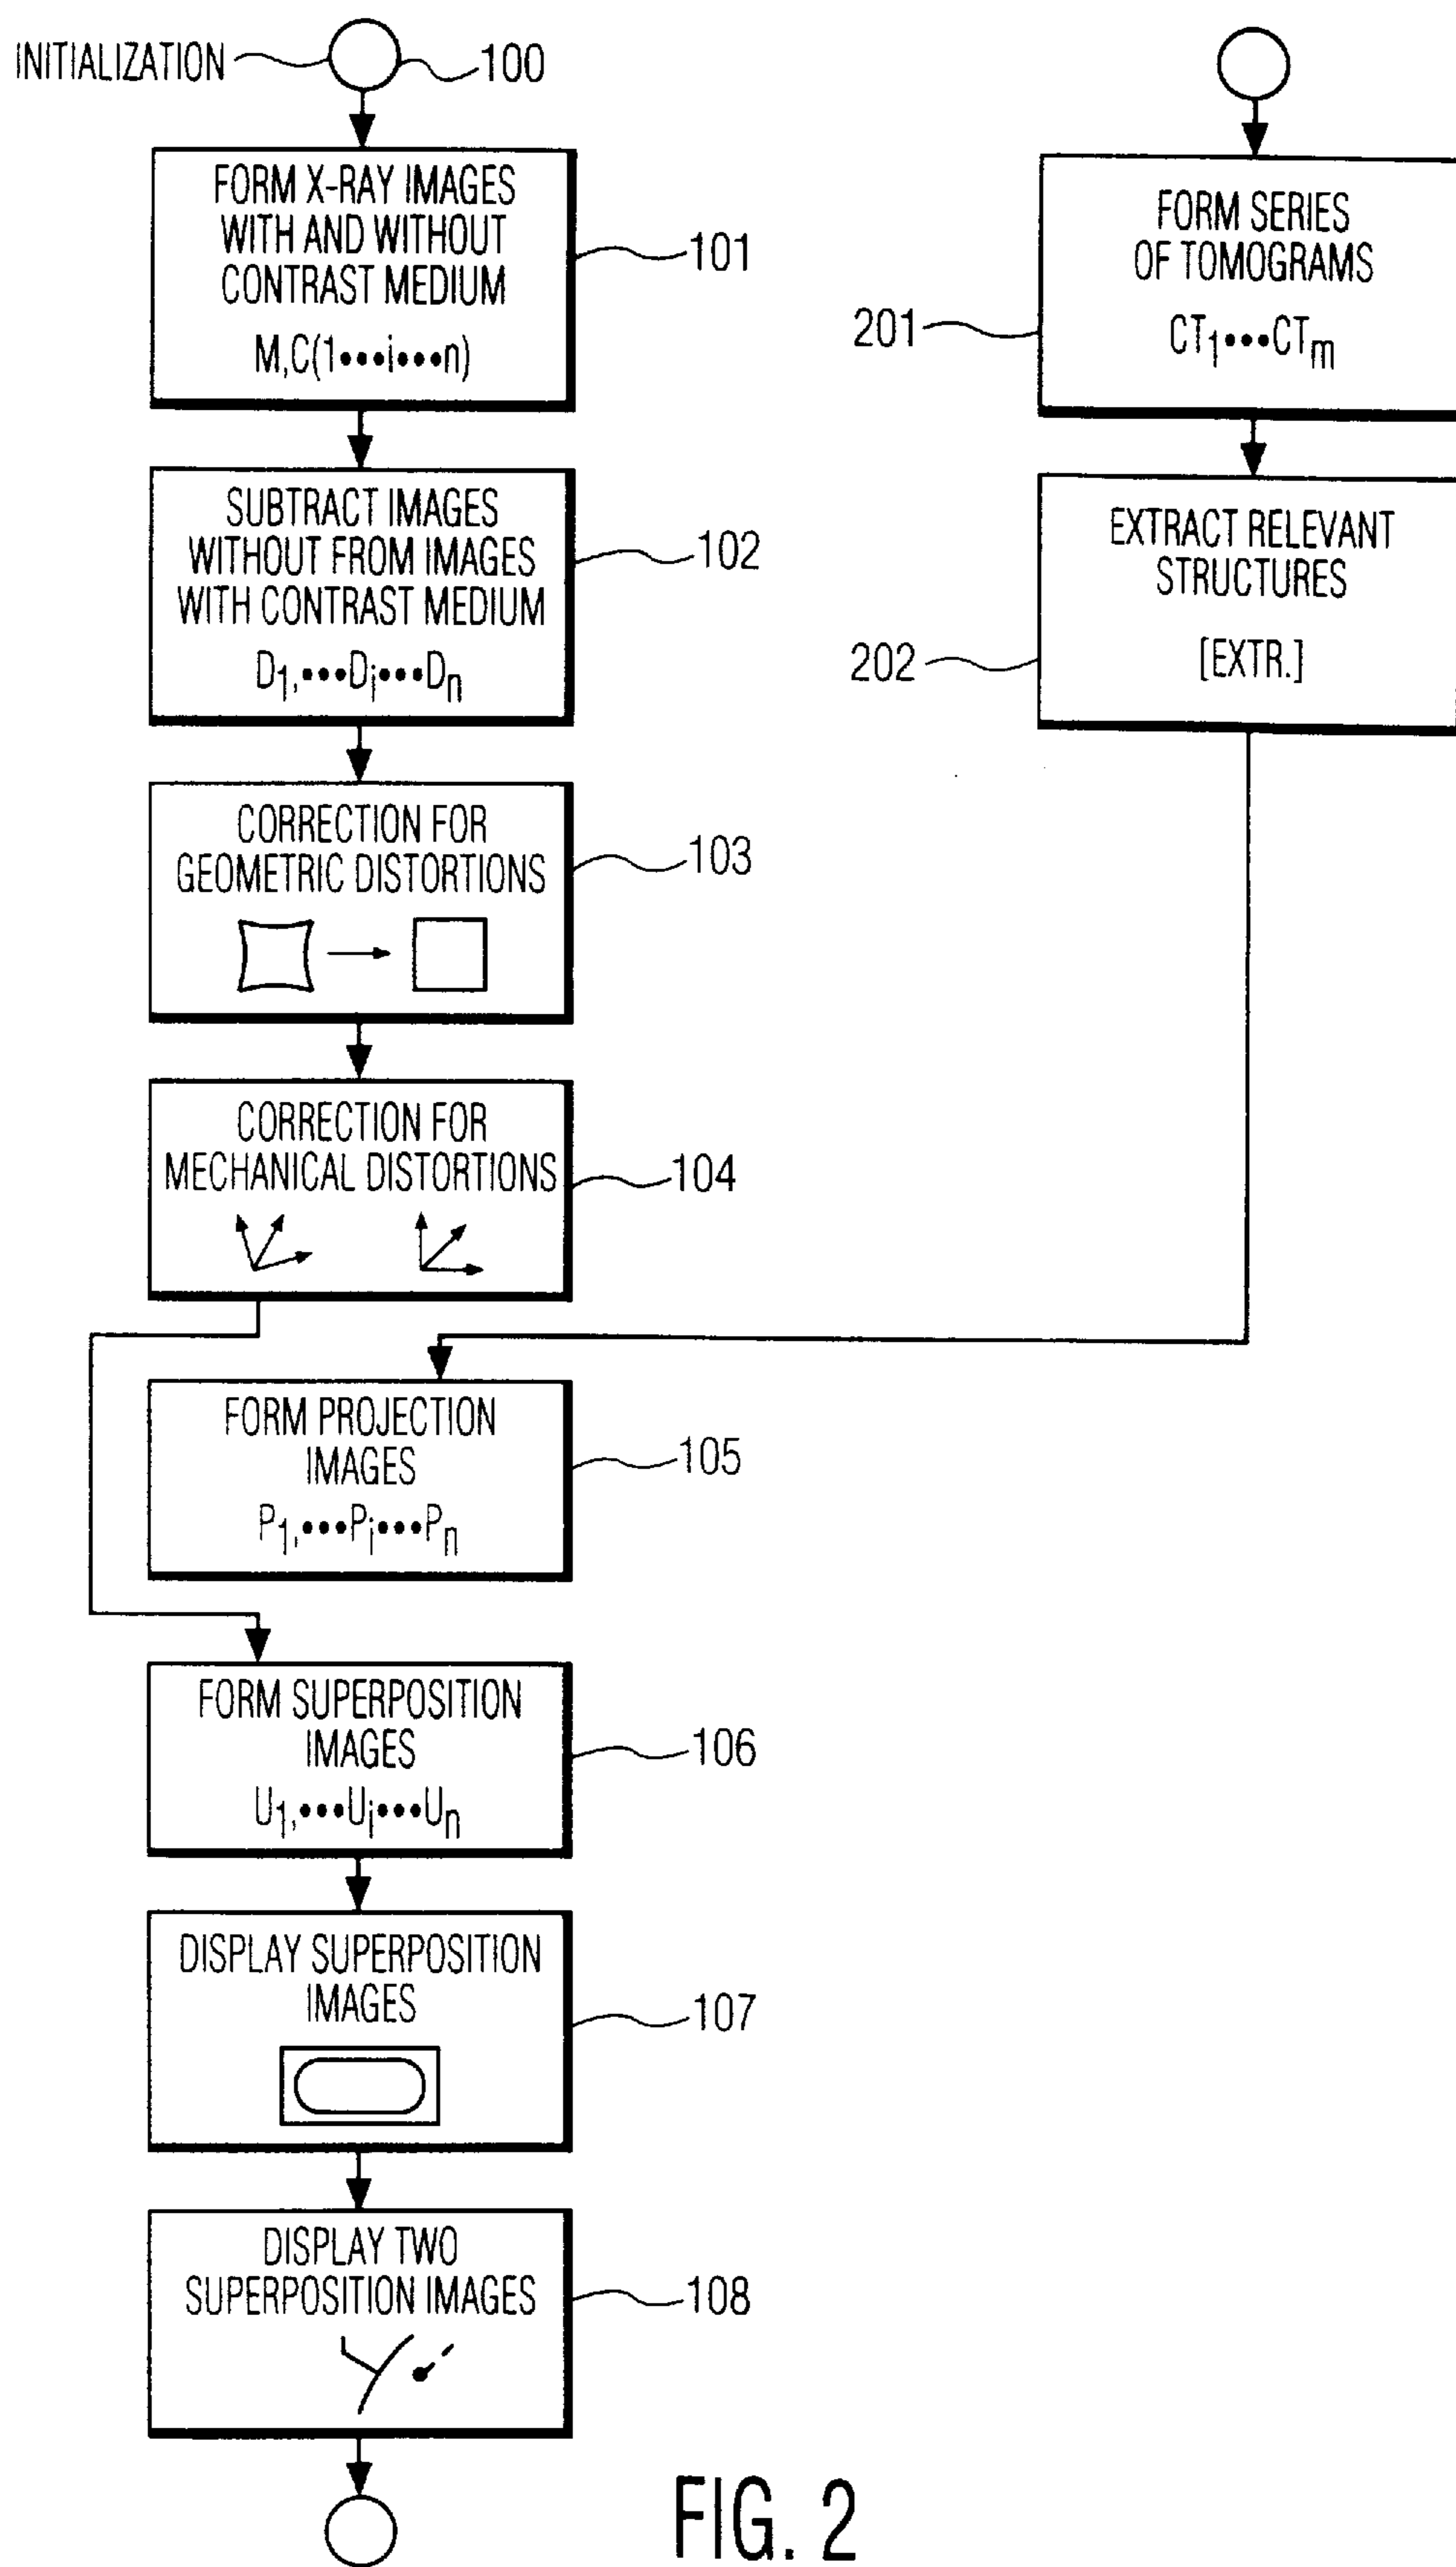 INITIALIZATION
100
FORM X-RAY IMAGES
WITH AND WITHOUT
CONTRAST MEDIUM
M,C(1•••i•••n)
101
SUBTRACT IMAGES
WITHOUT FROM IMAGES
WITH CONTRAST MEDIUM
D1,•••Di•••Dn
102
CORRECTION FOR
GEOMETRIC DISTORTIONS
103
CORRECTION FOR
MECHANICAL DISTORTIONS
104
FORM PROJECTION
IMAGES
P1,•••Pi•••Pn
105
FORM SUPERPOSITION
IMAGES
U1,•••Ui•••Un
106
DISPLAY SUPERPOSITION
IMAGES
107
DISPLAY TWO
SUPERPOSITION IMAGES
108
FORM SERIES
OF TOMOGRAMS
CT1•••CTm
201
EXTRACT RELEVANT
STRUCTURES
[EXTR.]
202
FIG. 2